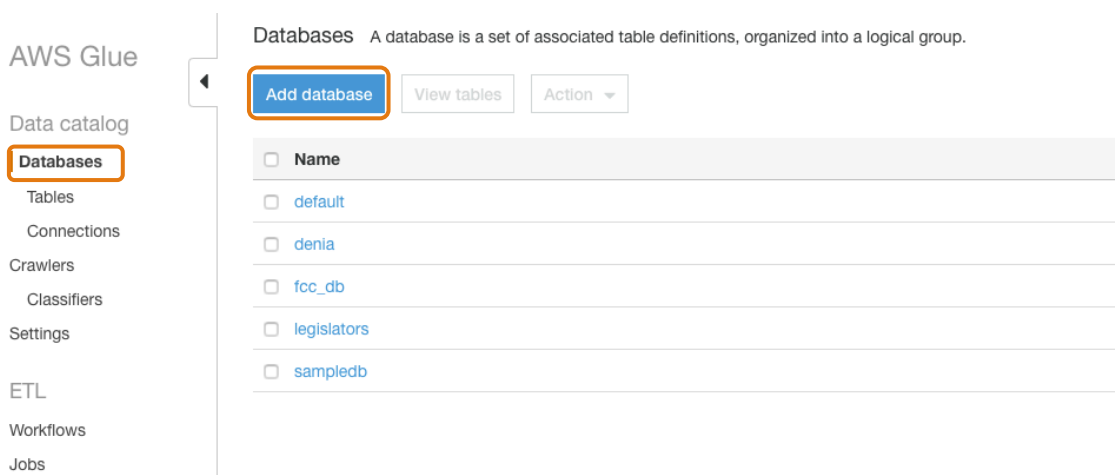 AWS Glue
Data catalog
Databases
Tables
Connections
Crawlers
Classifiers
Settings
ETL
Workflows
Jobs
Databases A database is a set of associated table definitions, organized into a logical group.
Add database View tables Action
Name
default
denia
fcc_db
legislators
sampledb